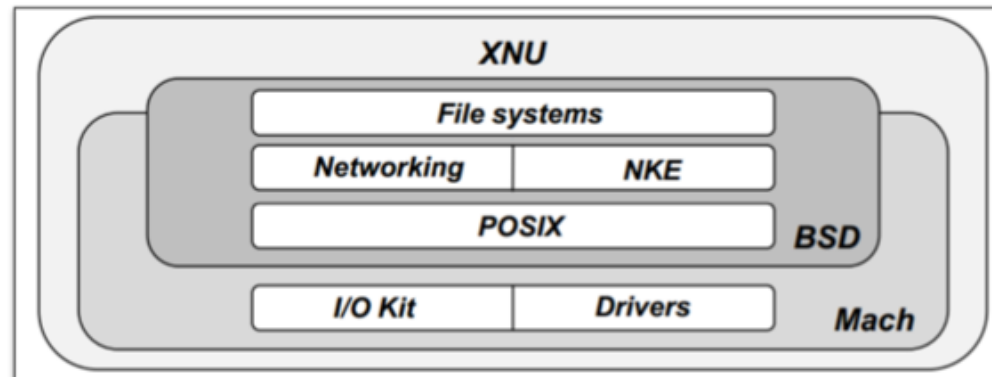 XNU
File systems
Networking NKE
POSIX
BSD
I/O Kit Drivers
Mach